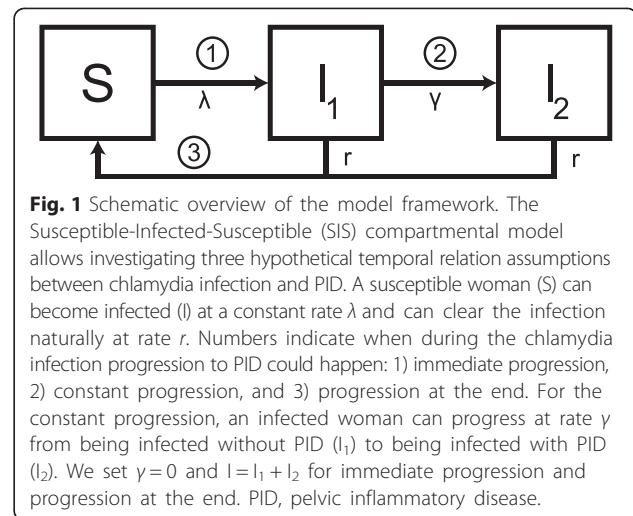 ① ②
S I₁ I₂
λ γ
③ r r
Fig. 1 Schematic overview of the model framework. The
Susceptible-Infected-Susceptible (SIS) compartmental model
allows investigating three hypothetical temporal relation assumptions
between chlamydia infection and PID. A susceptible woman (S) can
become infected (I) at a constant rate λ and can clear the infection
naturally at rate r. Numbers indicate when during the chlamydia
infection progression to PID could happen: 1) immediate progression,
2) constant progression, and 3) progression at the end. For the
constant progression, an infected woman can progress at rate γ
from being infected without PID (I₁) to being infected with PID
(I₂). We set γ = 0 and I = I₁ + I₂ for immediate progression and
progression at the end. PID, pelvic inflammatory disease.